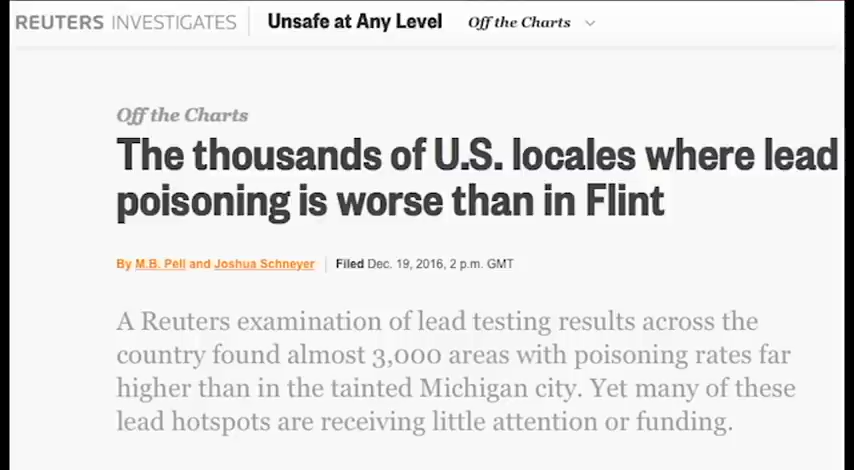 REUTERS INVESTIGATES Unsafe at Any Level Off the Charts
Off the Charts
The thousands of U.S. locales where lead
poisoning is worse than in Flint
By M.B. Pell and Joshua Schneyer Filed Dec. 19, 2016, 2 p.m. GMT
A Reuters examination of lead testing results across the
country found almost 3,000 areas with poisoning rates far
higher than in the tainted Michigan city. Yet many of these
lead hotspots are receiving little attention or funding.